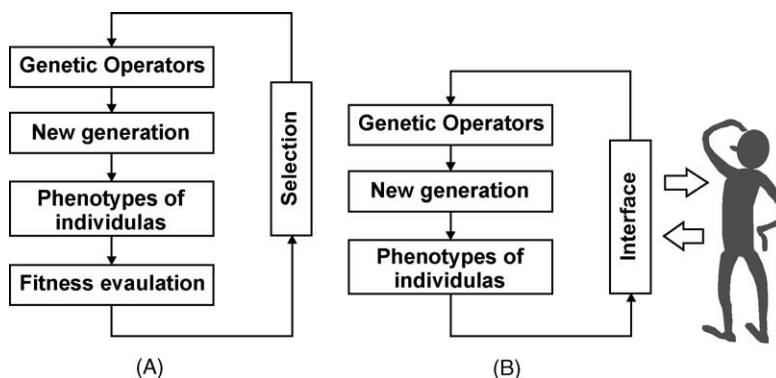 Genetic Operators
New generation
Phenotypes of
individulas
Fitness evaulation
Selection
(A)
Genetic Operators
New generation
Phenotypes of
individulas
Interface
(B)